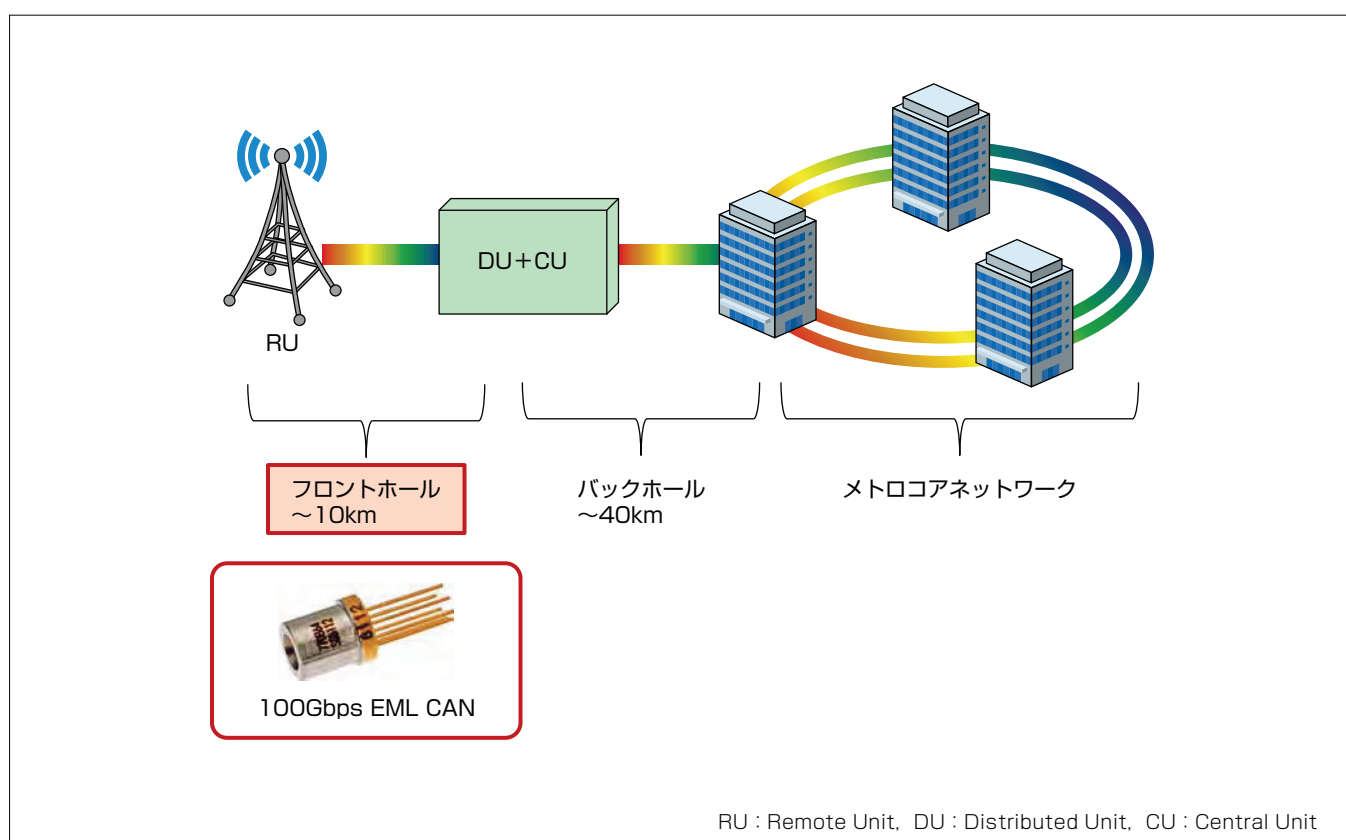 RU
DU+CU
フロントホール
～10km
バックホール
～40km
メトロコアネットワーク
6112
100Gbps EML CAN
RU：Remote Unit, DU：Distributed Unit, CU：Central Unit